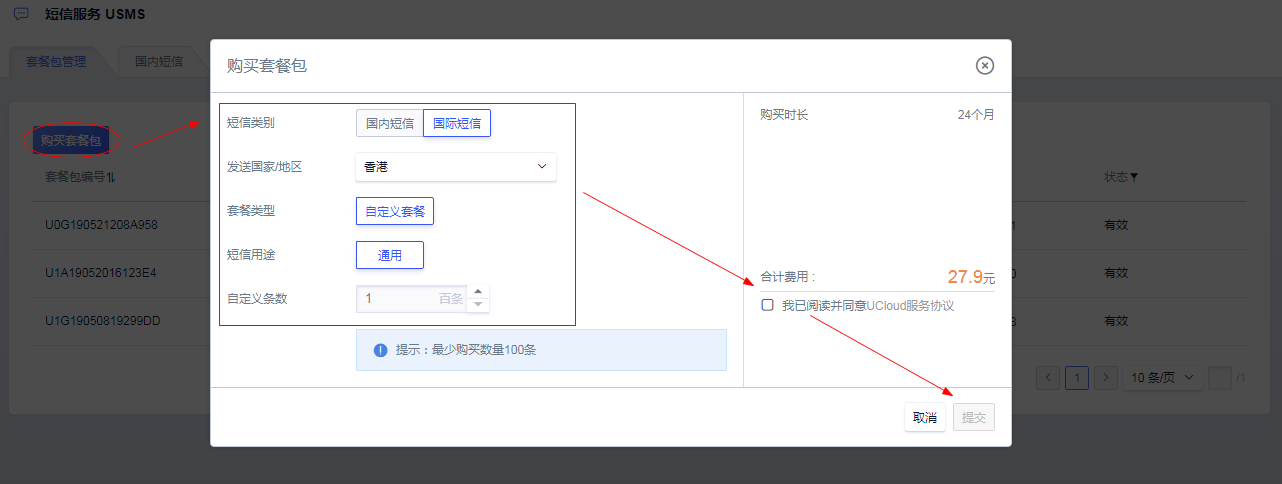 短信服务 USMS
套餐包管理 国内短信
购买套餐包
购买套餐包
套餐包编号
状态
U0G190521208A958
1 有效
U1A19052016123E4
0 有效
U1G19050819299DD
3 有效
1 10 条/页 /1
短信类别 国内短信 国际短信
发送国家/地区 香港
套餐类型 自定义套餐
短信用途 通用
自定义条数 1 百条
提示：最少购买数量100条
购买时长 24个月
合计费用： 27.9元
我已阅读并同意UCloud服务协议
取消 提交